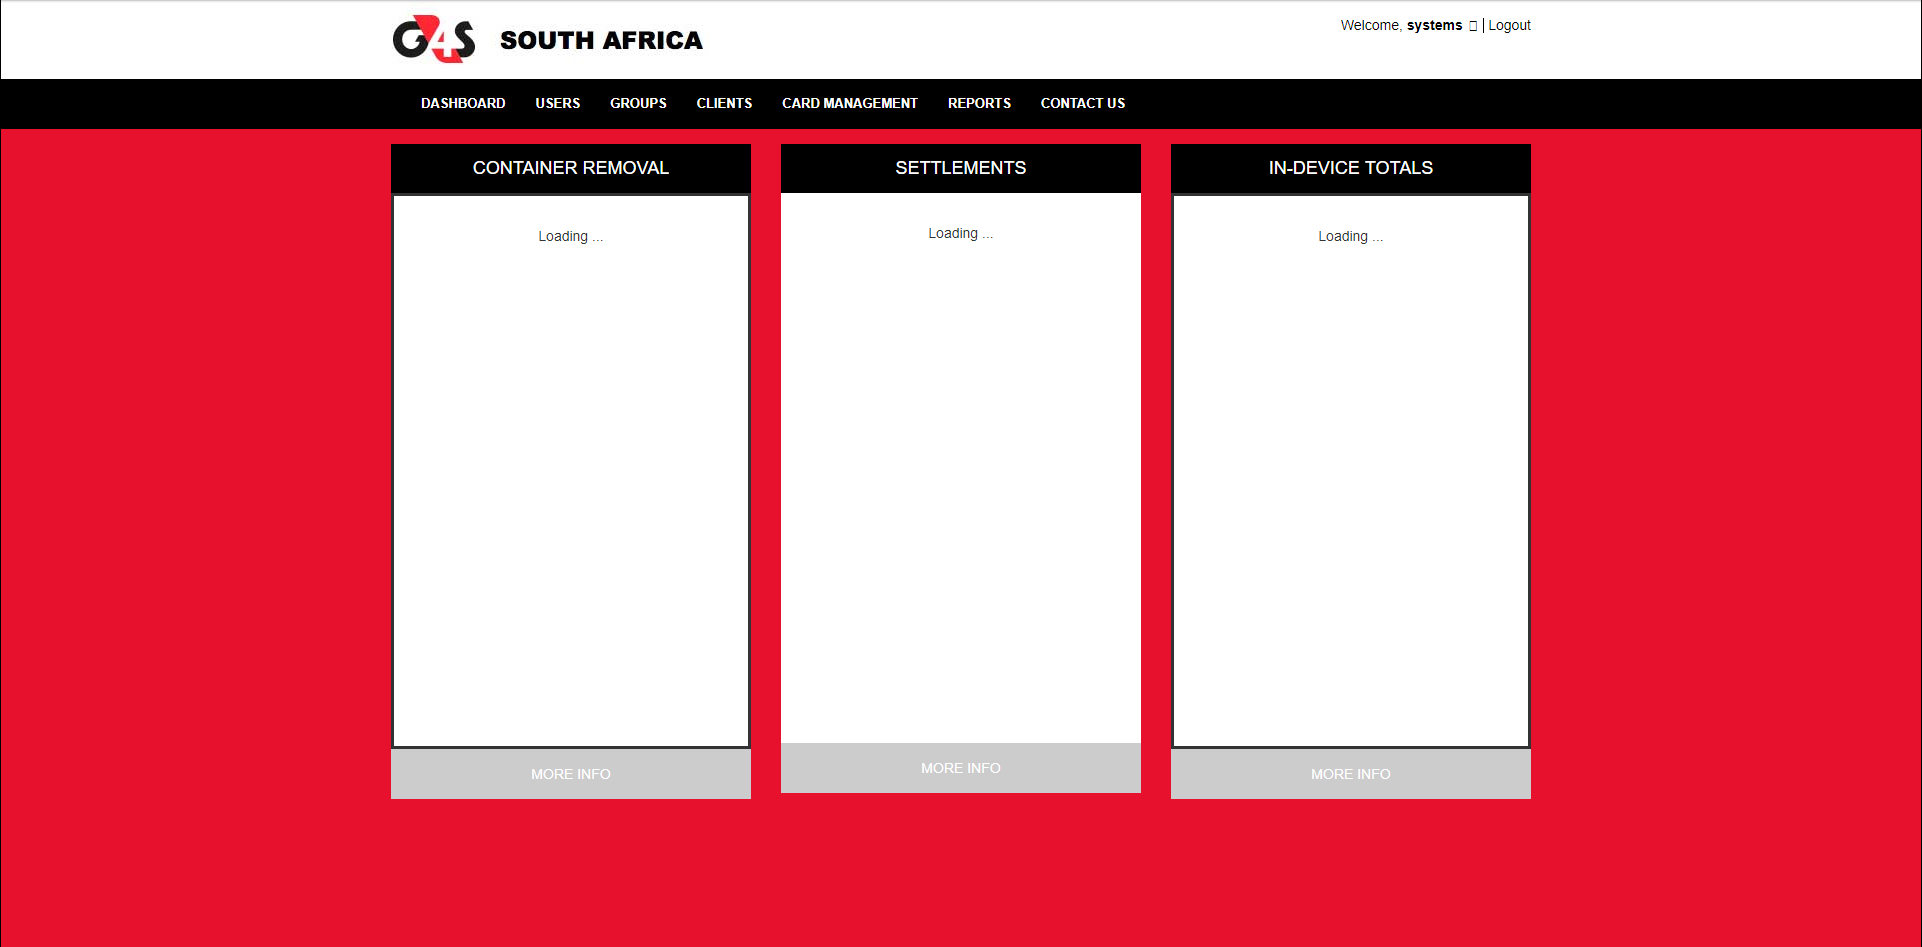 G4S SOUTH AFRICA
Welcome, systems | Logout
DASHBOARD USERS GROUPS CLIENTS CARD MANAGEMENT REPORTS CONTACT US
CONTAINER REMOVAL
Loading ...
MORE INFO
SETTLEMENTS
Loading ...
MORE INFO
IN-DEVICE TOTALS
Loading ...
MORE INFO